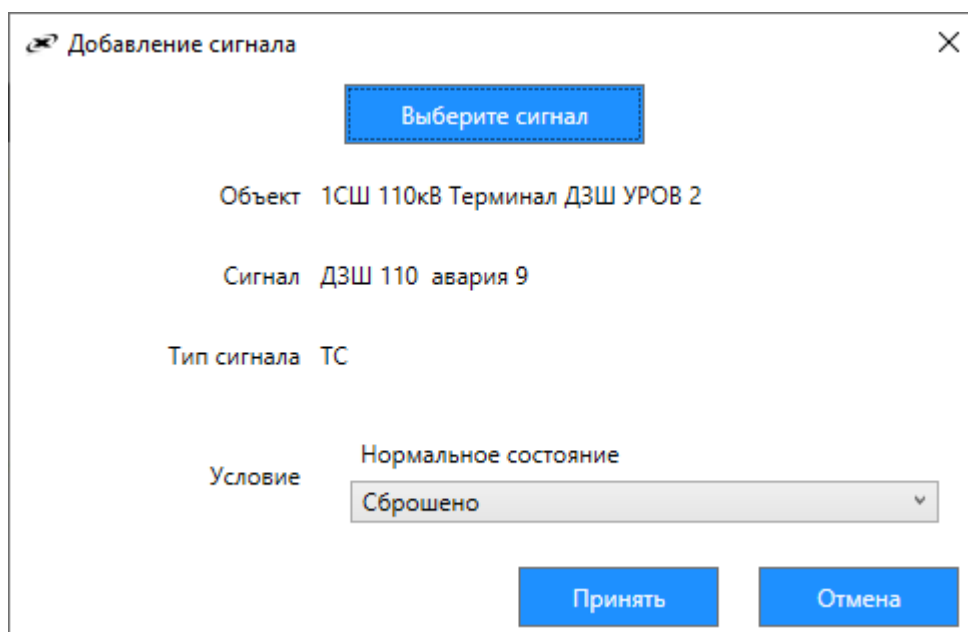 Добавление сигнала
Выберите сигнал
Объект 1СШ 110кВ Терминал ДЗШ УРОВ 2
Сигнал ДЗШ 110  авария 9
Тип сигнала ТС
Нормальное состояние
Условие
Сброшено
Принять Отмена